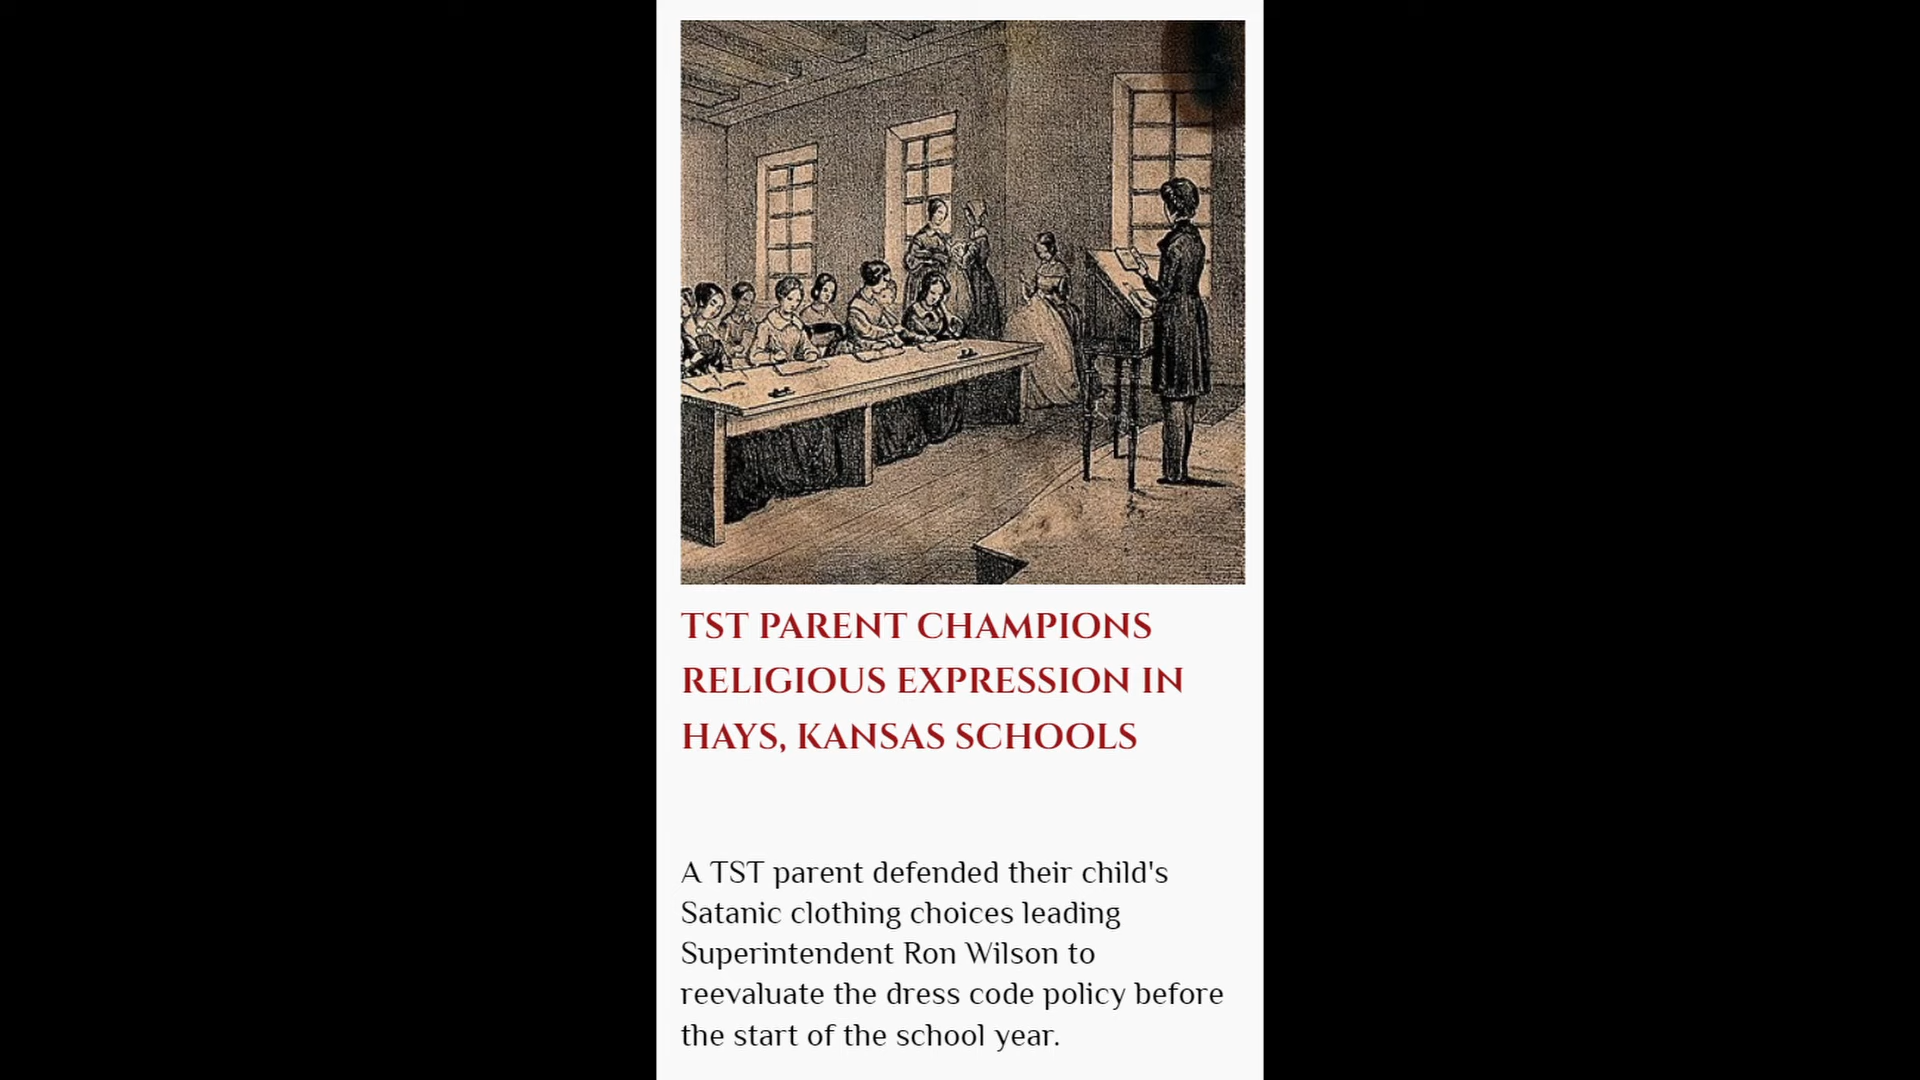 TST PARENT CHAMPIONS
RELIGIOUS EXPRESSION IN
HAYS, KANSAS SCHOOLS
A TST parent defended their child's
Satanic clothing choices leading
Superintendent Ron Wilson to
reevaluate the dress code policy before
the start of the school year.